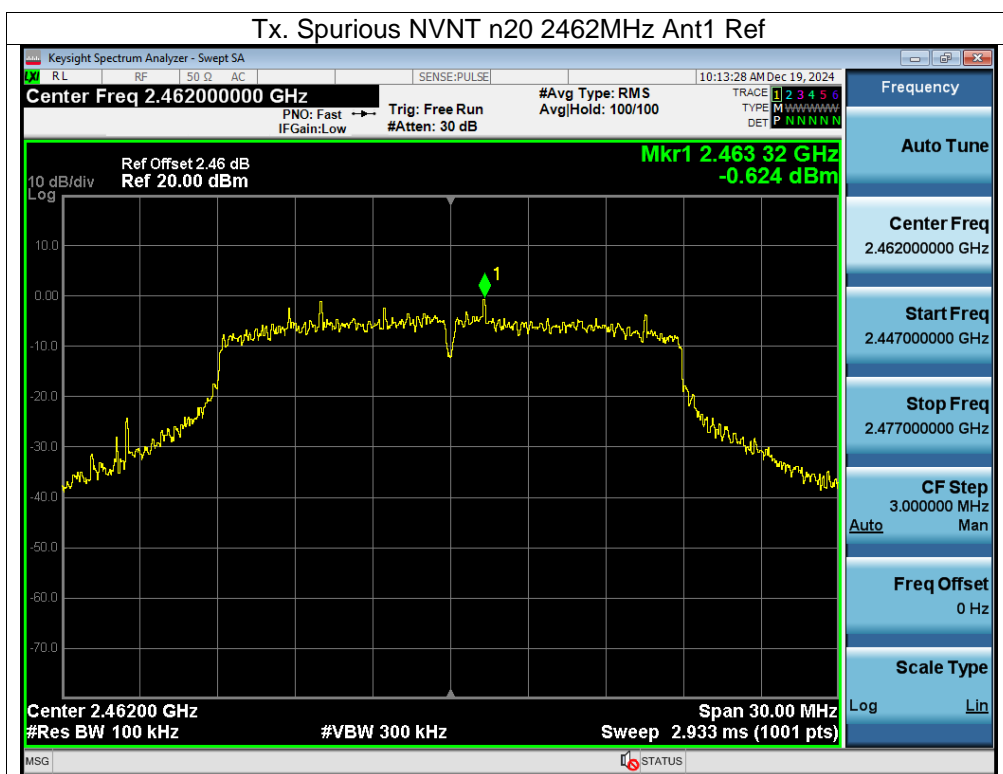 Tx. Spurious NVNT n20 2462MHz Ant1 Ref
Keysight Spectrum Analyzer - Swept SA
LXI RL RF 50 Ω AC SENSE:PULSE 10:13:28 AM Dec 19, 2024
Center Freq 2.462000000 GHz
PNO: Fast
IFGain:Low
Trig: Free Run
#Atten: 30 dB
#Avg Type: RMS
Avg|Hold: 100/100
TRACE 1 2 3 4 5 6
TYPE M W W W W W
DET P N N N N N
Ref Offset 2.46 dB
Ref 20.00 dBm
10 dB/div
Log
Mkr1 2.463 32 GHz
-0.624 dBm
1
10.0
0.00
-10.0
-20.0
-30.0
-40.0
-50.0
-60.0
-70.0
Center 2.46200 GHz
#Res BW 100 kHz
#VBW 300 kHz
Span 30.00 MHz
Sweep 2.933 ms (1001 pts)
MSG
STATUS
Frequency
Auto Tune
Center Freq
2.462000000 GHz
Start Freq
2.447000000 GHz
Stop Freq
2.477000000 GHz
CF Step
3.000000 MHz
Auto Man
Freq Offset
0 Hz
Scale Type
Log Lin